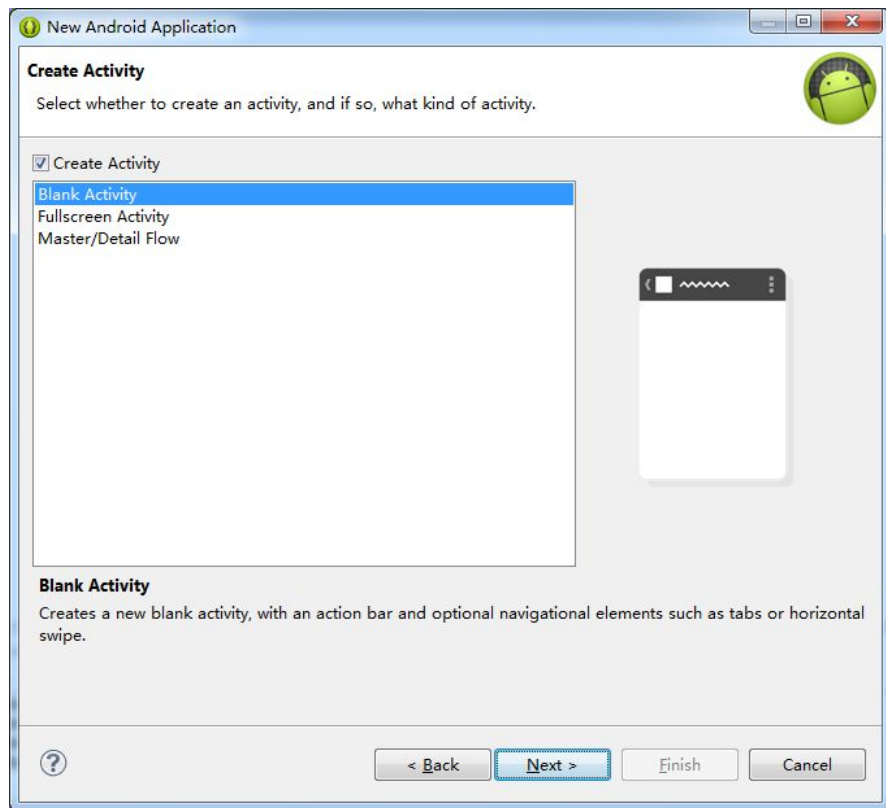 New Android Application
Create Activity
Select whether to create an activity, and if so, what kind of activity.
Create Activity
Blank Activity
Fullscreen Activity
Master/Detail Flow
Blank Activity
Creates a new blank activity, with an action bar and optional navigational elements such as tabs or horizontal
swipe.
< Back Next > Finish Cancel